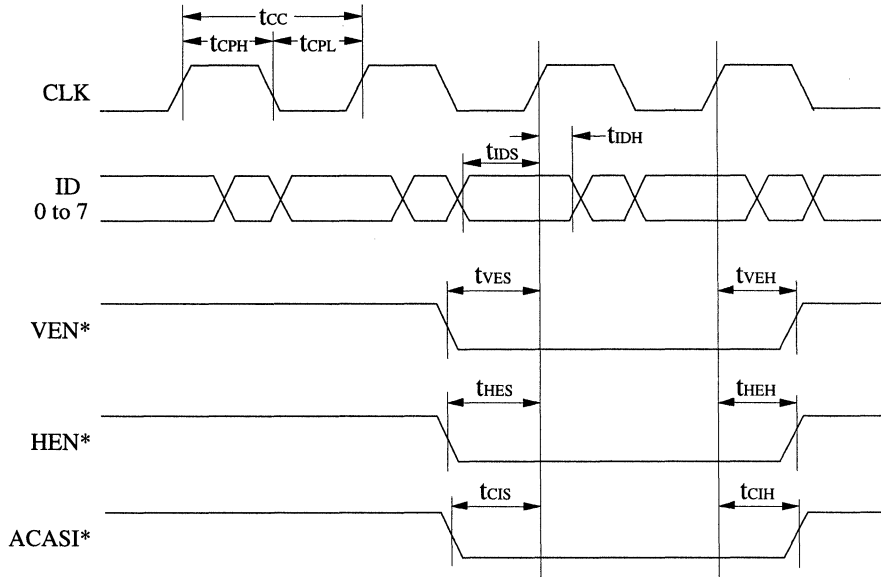 tCC
tCPH tCPL
CLK
tIDS tIDH
ID
0 to 7
tVES tVEH
VEN*
tHES tHEH
HEN*
tCIS tCIH
ACASI*